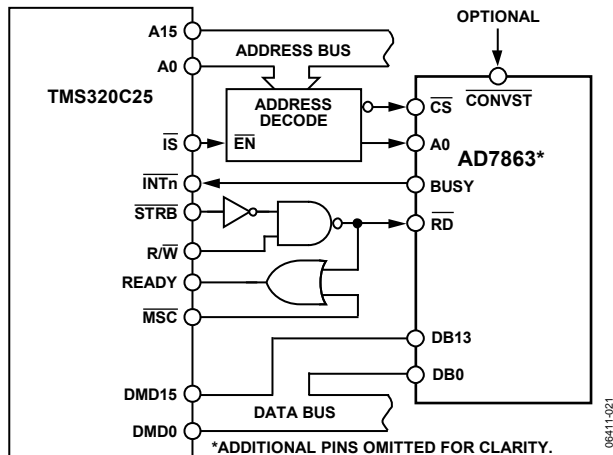 OPTIONAL
A15
ADDRESS BUS
A0
TMS320C25
ADDRESS
DECODE
EN
CS
CONVST
IS
A0
AD7863*
INTn
BUSY
STRB
RD
R/W
READY
MSC
DB13
DB0
DMD15
DATA BUS
DMD0
*ADDITIONAL PINS OMITTED FOR CLARITY.
06411-021